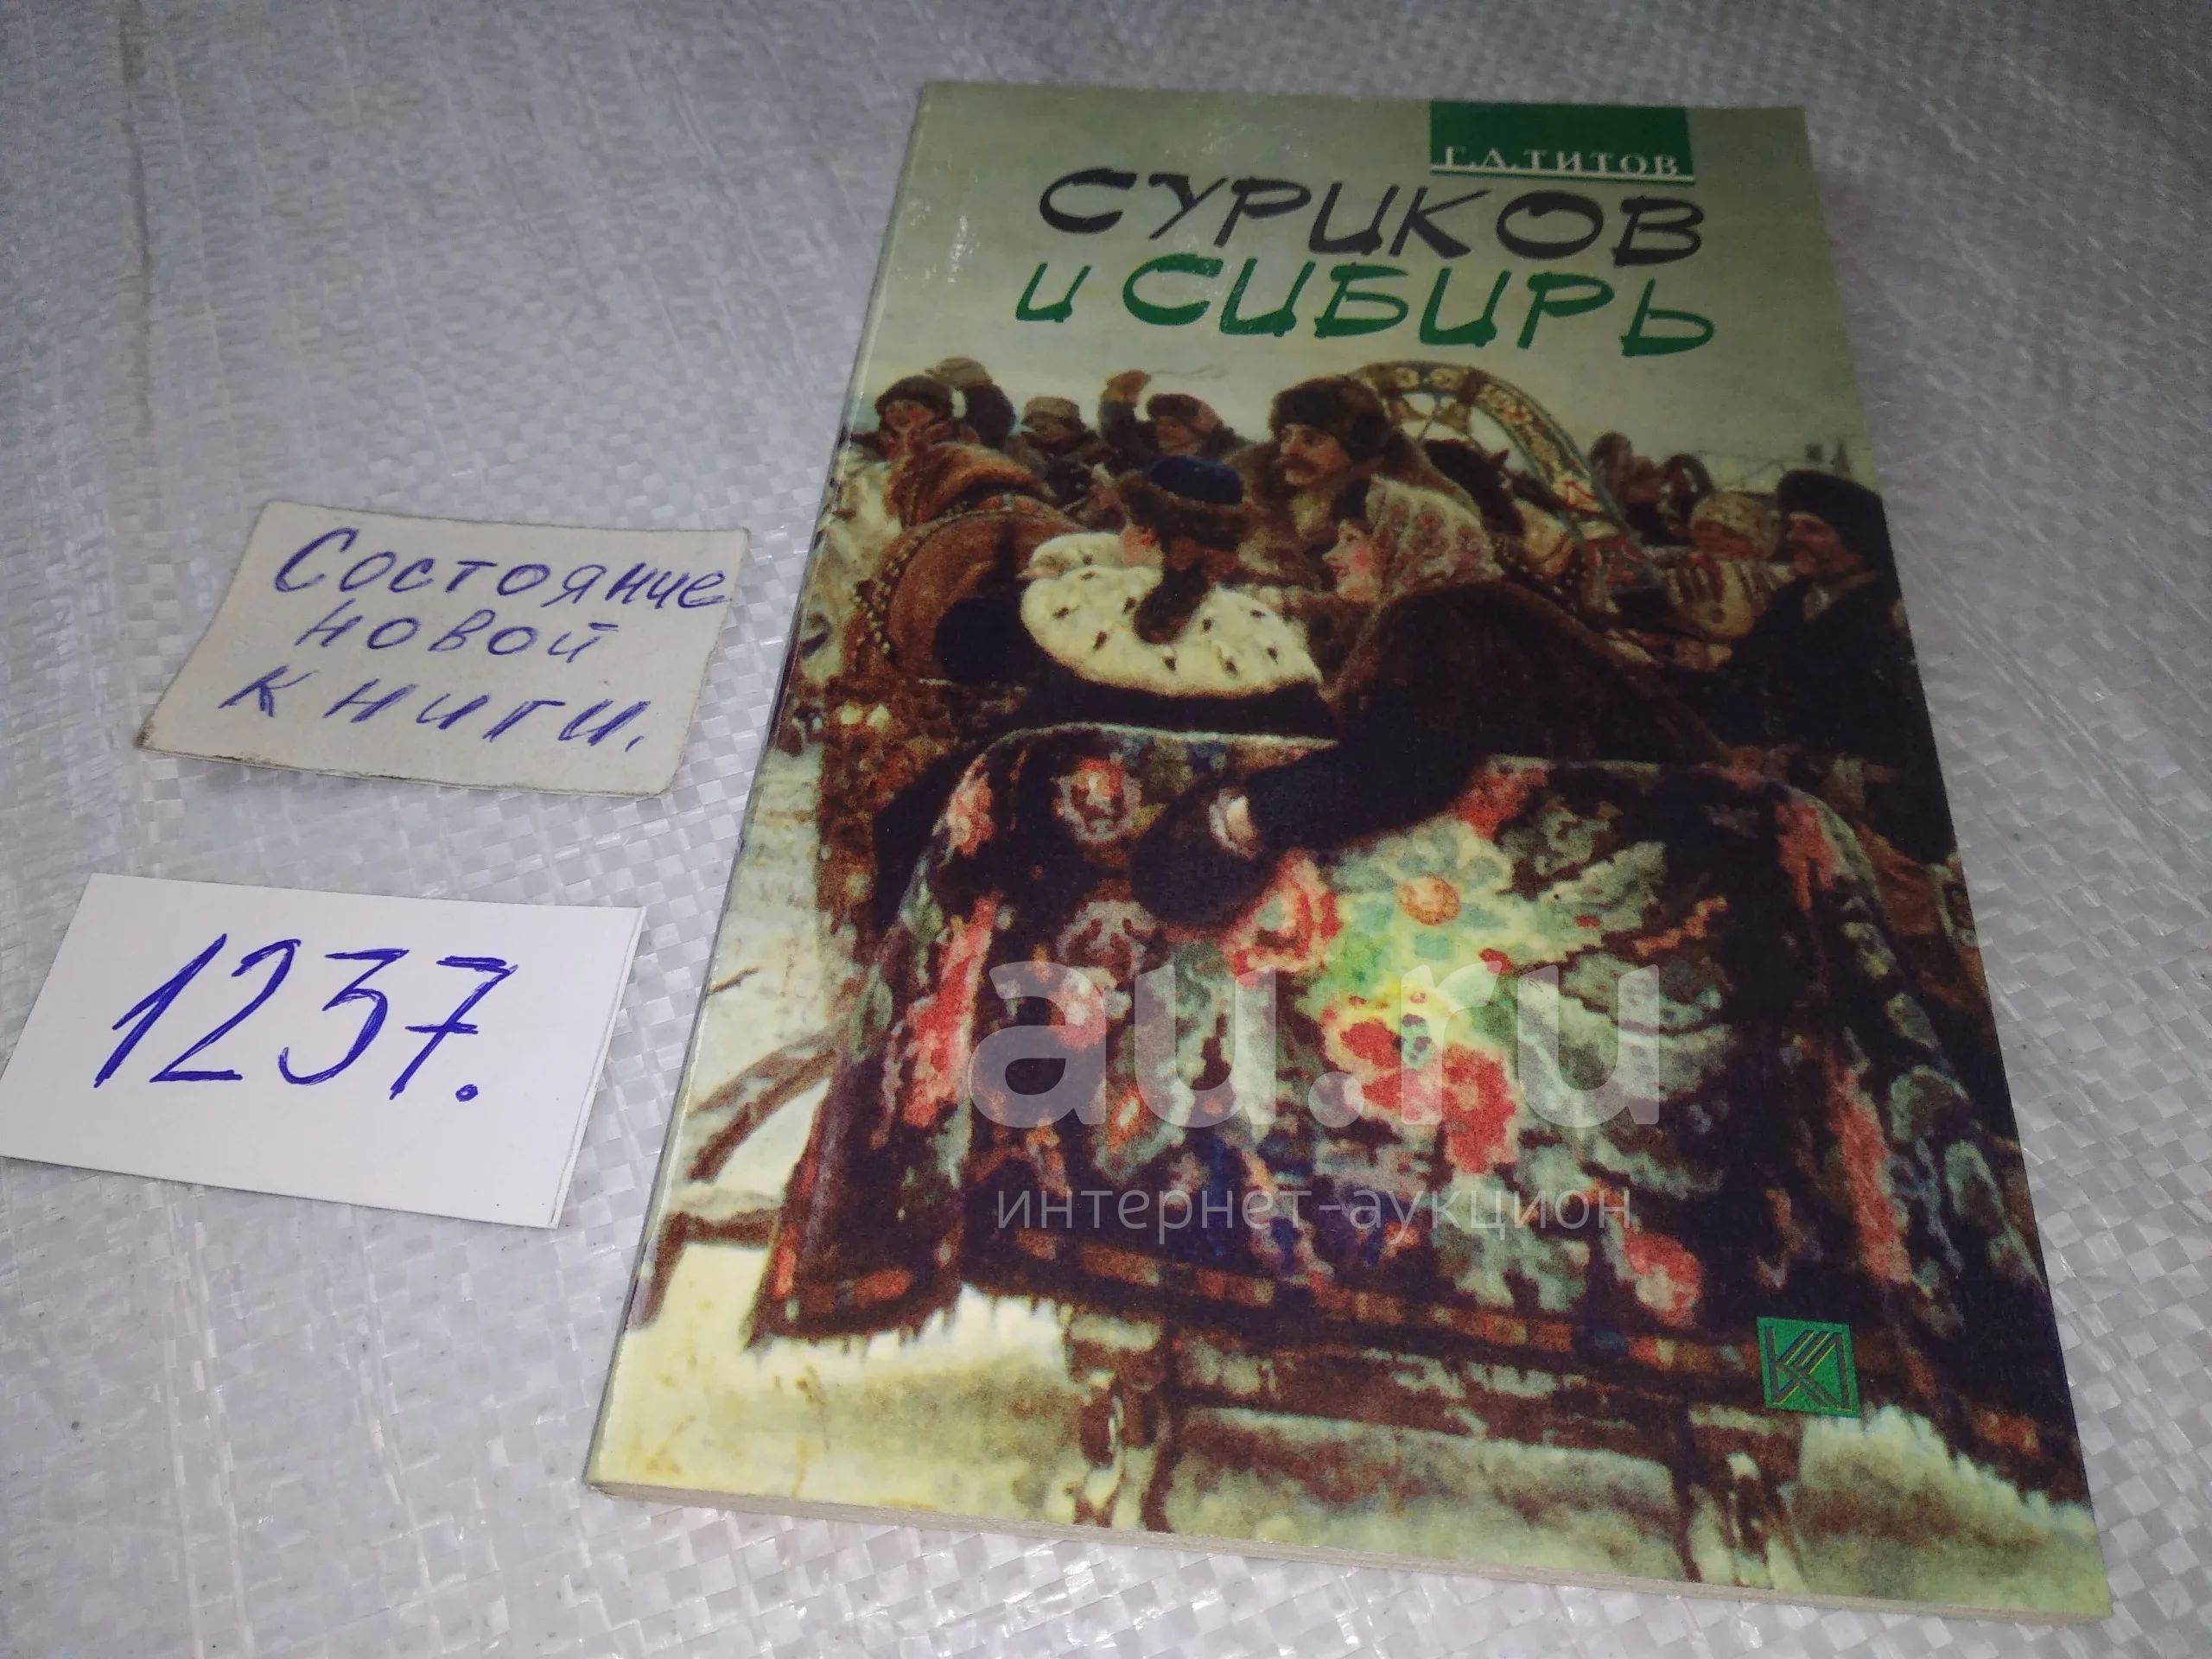 Г.А.ТИТОВ
СУРИКОВ
и СИБИРЬ
Состояние
новой
книги.
1237.
au.ru
интернет-аукцион